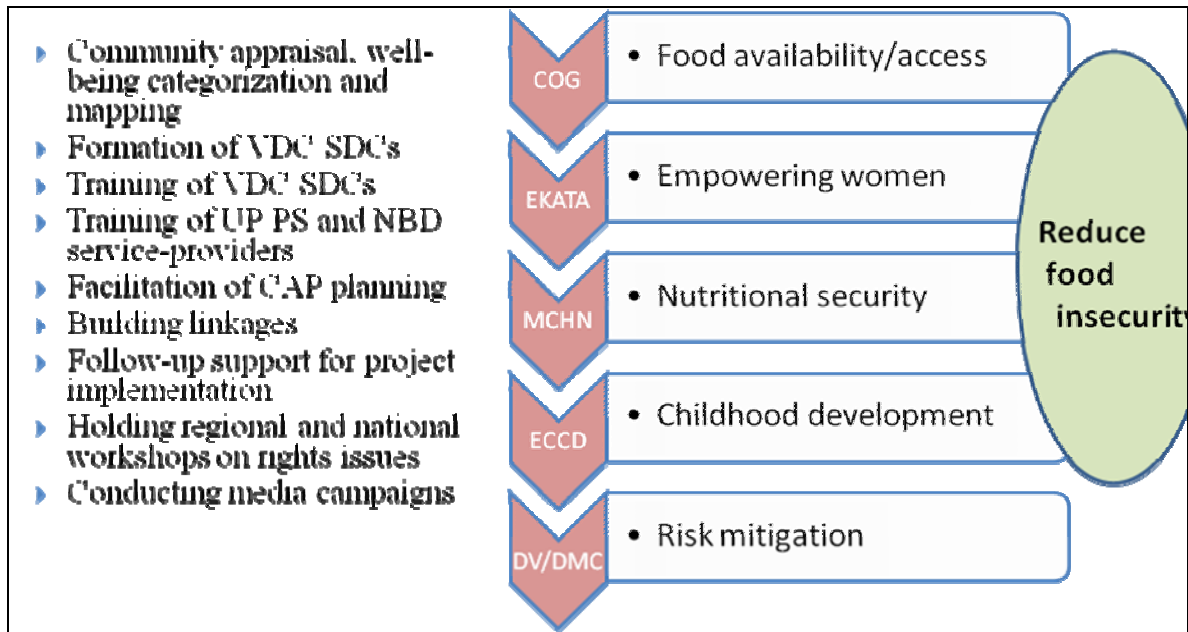 Community appraisal, well-
being categorization and
mapping
Formation of VDC SDC's
Training of VDC SDC's
Training of UP PS and NBD
service-providers
Facilitation of CAP planning
Building linkages
Follow-up support for project
implementation
Holding regional and national
workshops on rights issues
Conducting media campaigns
COG
• Food availability/access
EKATA
• Empowering women
MCHN
• Nutritional security
ECCD
• Childhood development
DV/DMC
• Risk mitigation
Reduce
food
insecurity